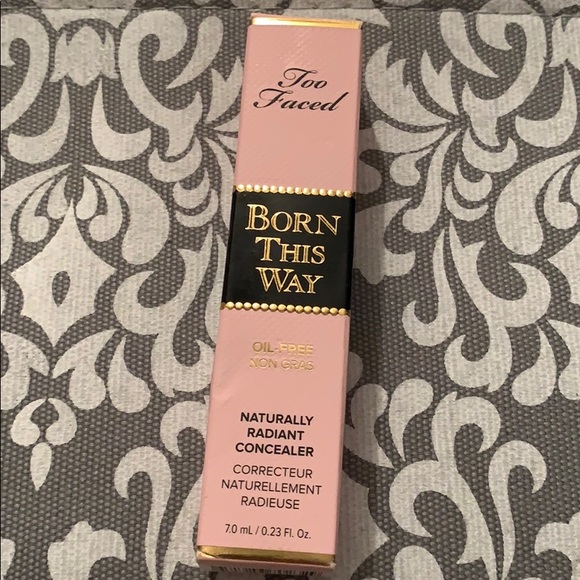 Too
Faced
BORN
THIS
WAY
OIL-FREE
NON GRAS
NATURALLY
RADIANT
CONCEALER
CORRECTEUR
NATURELLEMENT
RADIEUSE
7.0 mL / 0.23 Fl. Oz.